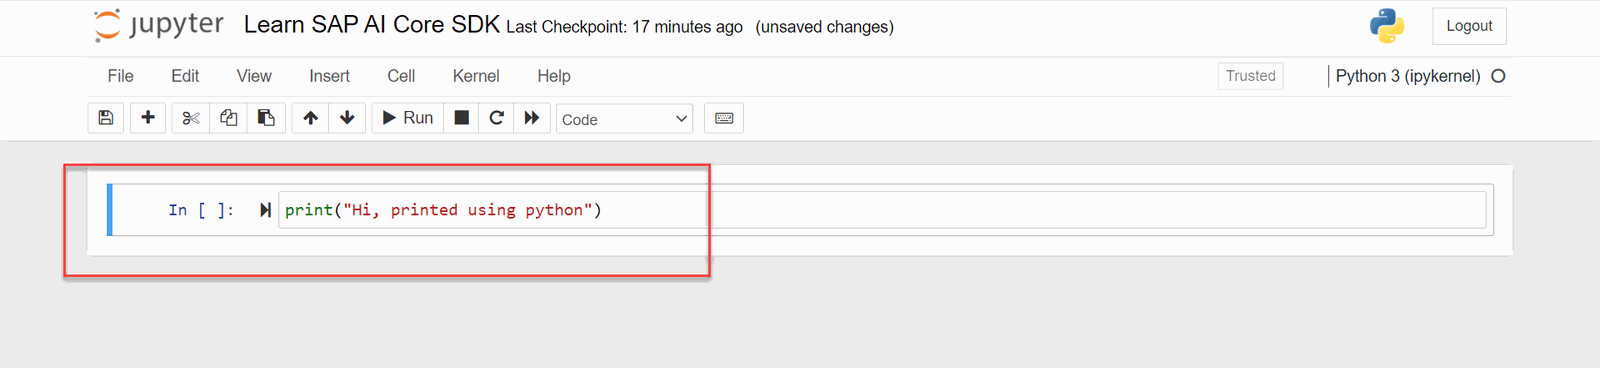 jupyter Learn SAP AI Core SDK Last Checkpoint: 17 minutes ago (unsaved changes) Logout
File Edit View Insert Cell Kernel Help Trusted Python 3 (ipykernel)
Run Code
In [ ]: print("Hi, printed using python")